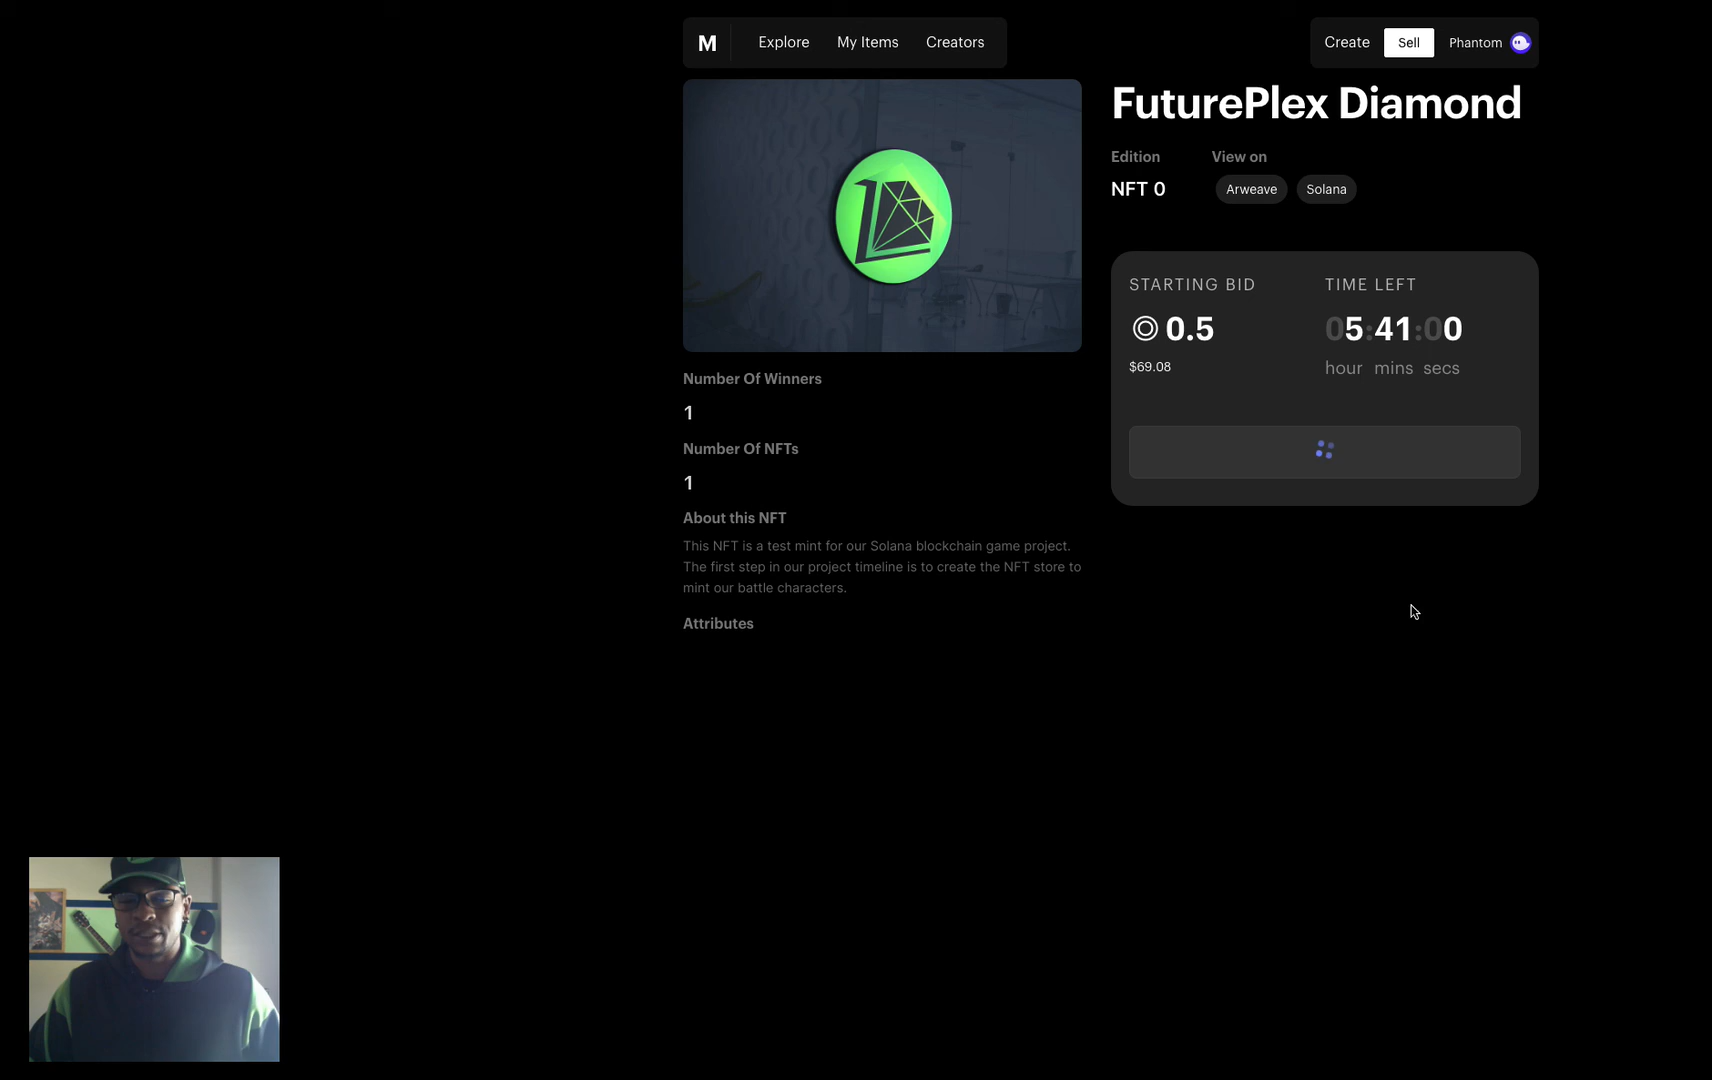 M
Explore
My Items
Creators
Create
Sell
Phantom
FuturePlex Diamond
Edition
View on
NFT 0
Arweave
Solana
STARTING BID
TIME LEFT
0.5
05:41:00
$69.08
hour mins secs
Number Of Winners
1
Number Of NFTs
1
About this NFT
This NFT is a test mint for our Solana blockchain game project.
The first step in our project timeline is to create the NFT store to
mint our battle characters.
Attributes